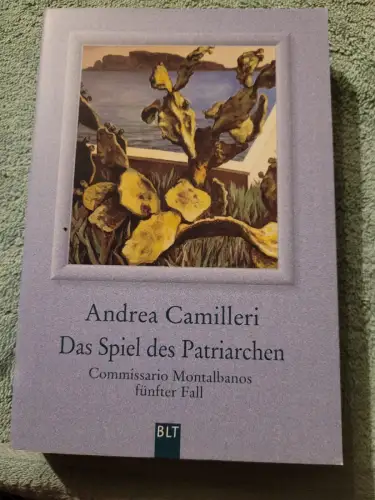 Andrea Camilleri
Das Spiel des Patriarchen
Commissario Montalbanos
fünfter Fall
BLT